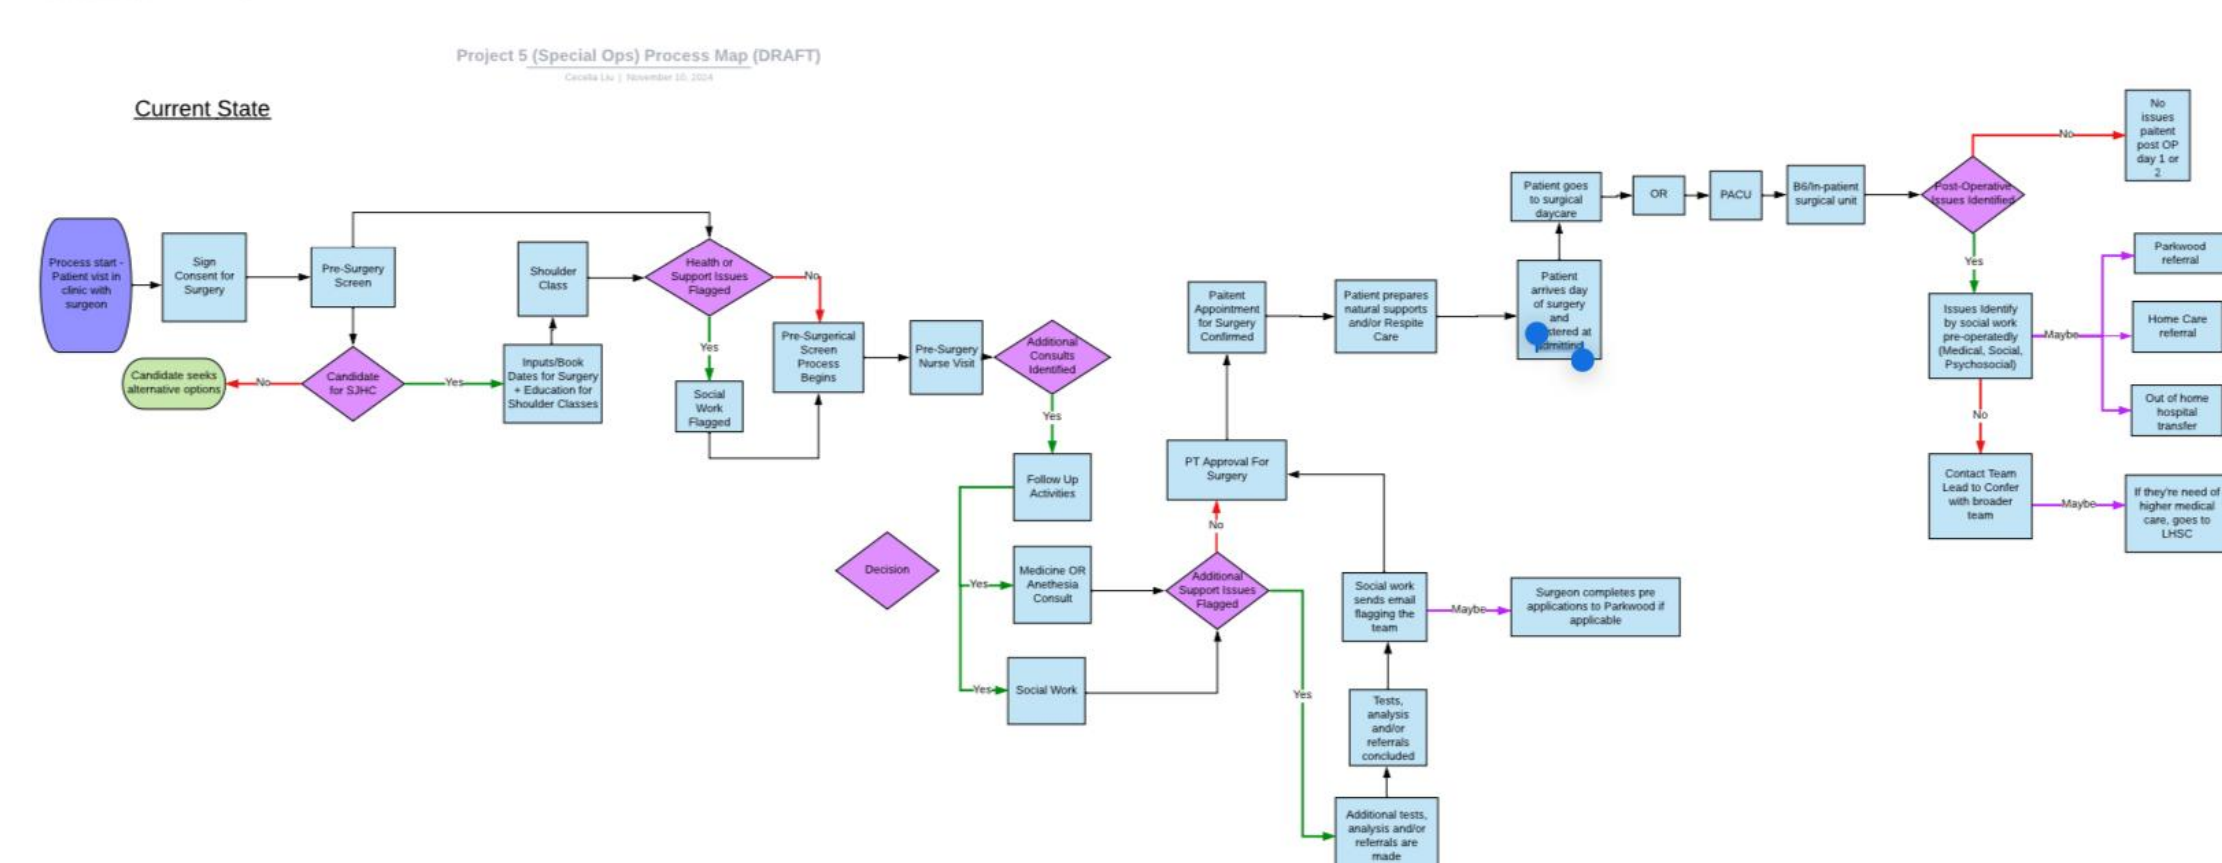 Project 5 (Special Ops) Process Map (DRAFT)
Cecelia Liu | November 10, 2024
Current State
Process start -
Patient vist in
clinic with
surgeon
Sign
Consent for
Surgery
Pre-Surgery
Screen
Candidate
for SJHC
No
Candidate seeks
alternative options
Yes
Inputs/Book
Dates for Surgery
+ Education for
Shoulder Classes
Shoulder
Class
Health or
Support Issues
Flagged
No
Yes
Social
Work
Flagged
Pre-Surgerical
Screen
Process
Begins
Pre-Surgery
Nurse Visit
Additional
Consults
Identified
Yes
Follow Up
Activities
Yes
Medicine OR
Anethesia
Consult
Yes
Social Work
Decision
Additional
Support Issues
Flagged
No
PT Approval For
Surgery
Yes
Additional tests,
analysis and/or
referrals are
made
Tests,
analysis
and/or
referrals
concluded
Social work
sends email
flagging the
team
Maybe
Surgeon completes pre
applications to Parkwood if
applicable
Paitent
Appointment
for Surgery
Confirmed
Patient prepares
natural supports
and/or Respite
Care
Patient
arrives day
of surgery
and
stered at
admitting
Patient goes
to surgical
daycare
OR
PACU
B6/In-patient
surgical unit
Post-Operative
Issues Identified
No
No
issues
paitent
post OP
day 1 or
2
Yes
Issues Identify
by social work
pre-operatedly
(Medical, Social,
Psychosocial)
Maybe
Parkwood
referral
Home Care
referral
Out of home
hospital
transfer
No
Contact Team
Lead to Confer
with broader
team
Maybe
If they're need of
higher medical
care, goes to
LHSC